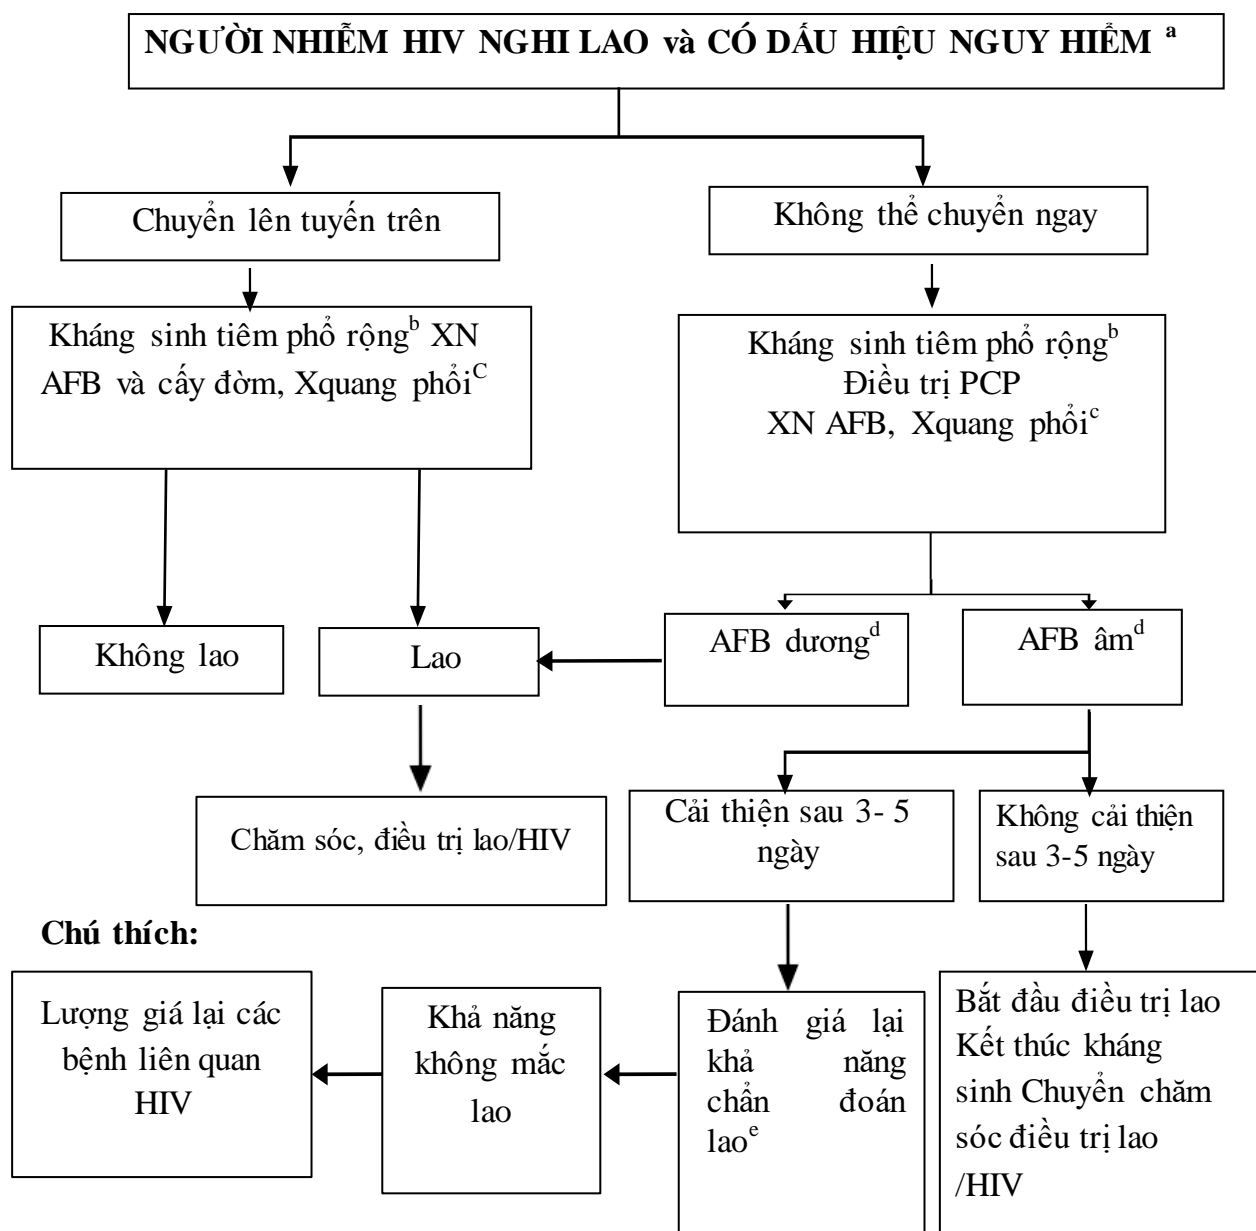 NGƯỜI NHIỄM HIV NGHI LAO và CÓ DẤU HIỆU NGUY HIỂM a
Chuyển lên tuyến trên
Không thể chuyển ngay
Kháng sinh tiêm phổ rộngb XN
AFB và cấy đờm, Xquang phổiC
Kháng sinh tiêm phổ rộngb
Điều trị PCP
XN AFB, Xquang phổic
Không lao
Lao
AFB dươngd
AFB âmd
Chăm sóc, điều trị lao/HIV
Cải thiện sau 3- 5
ngày
Không cải thiện
sau 3-5 ngày
Chú thích:
Lượng giá lại các
bệnh liên quan
HIV
Khả năng
không mắc
lao
Đánh giá lại
khả năng
chẩn đoán
laoe
Bắt đầu điều trị lao
Kết thúc kháng
sinh Chuyển chăm
sóc điều trị lao
/HIV